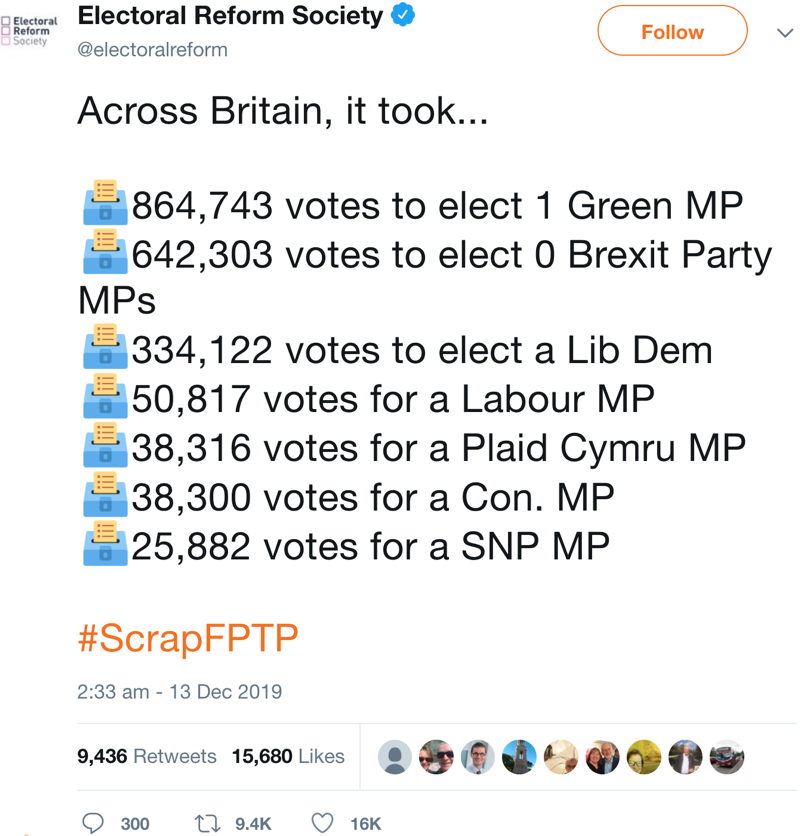 Electoral
Reform
Society
Electoral Reform Society
@electoralreform
Follow
Across Britain, it took...
864,743 votes to elect 1 Green MP
642,303 votes to elect 0 Brexit Party
MPs
334,122 votes to elect a Lib Dem
50,817 votes for a Labour MP
38,316 votes for a Plaid Cymru MP
38,300 votes for a Con. MP
25,882 votes for a SNP MP
#ScrapFPTP
2:33 am - 13 Dec 2019
9,436 Retweets 15,680 Likes
300 9.4K 16K